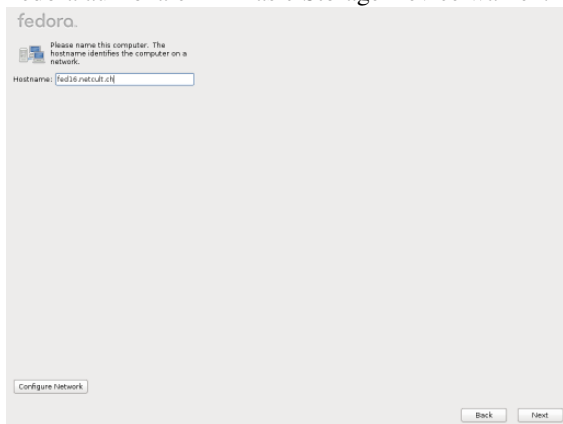 fedora.
Please name this computer. The
hostname identifies the computer on a
network.
Hostname: fed16.netcult.ch
Configure Network
Back Next